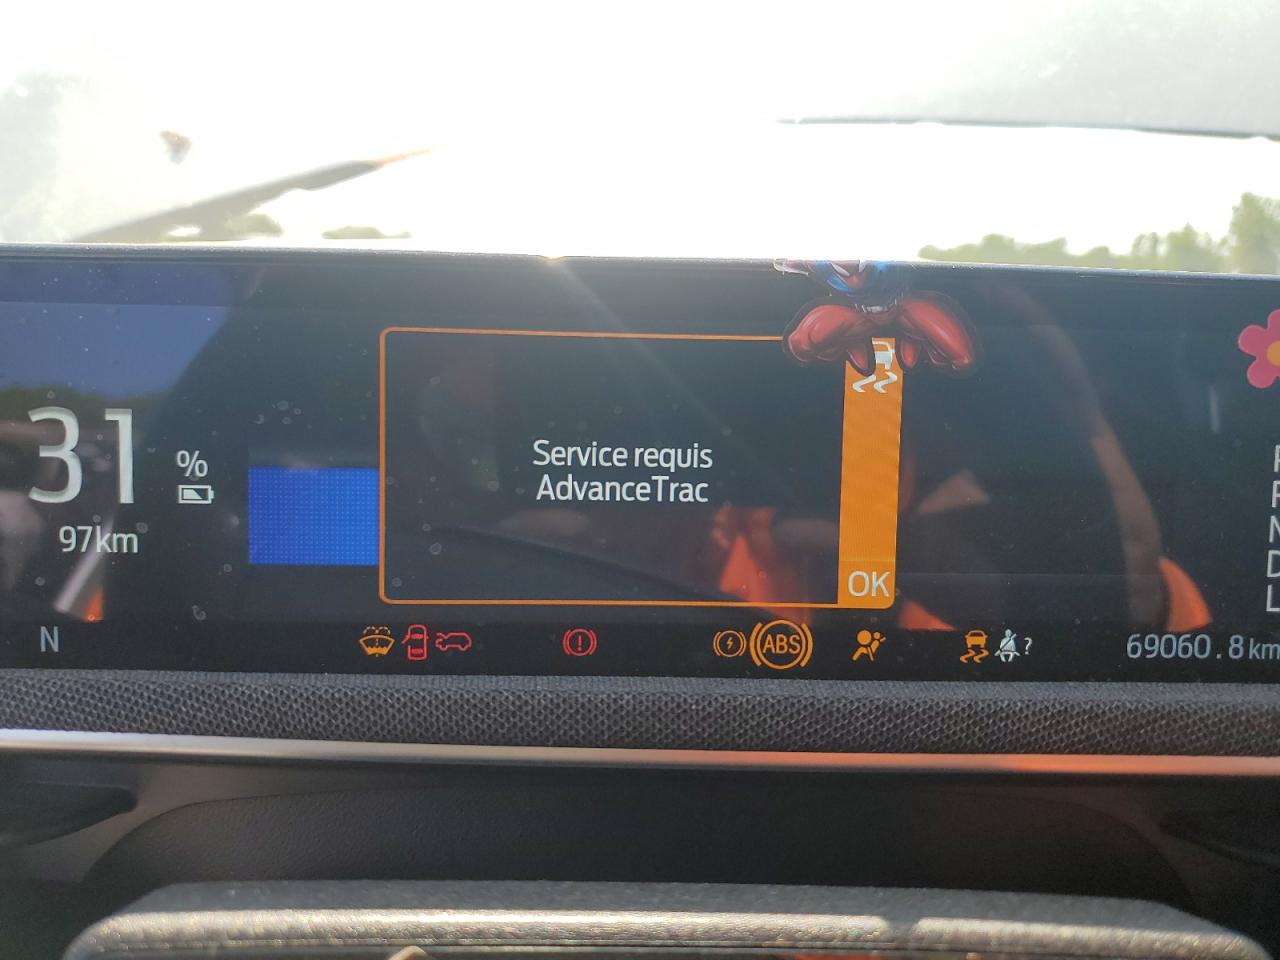 31 %
97km
Service requis
AdvanceTrac
OK
N
ABS
?
69060.8km
N
D
L